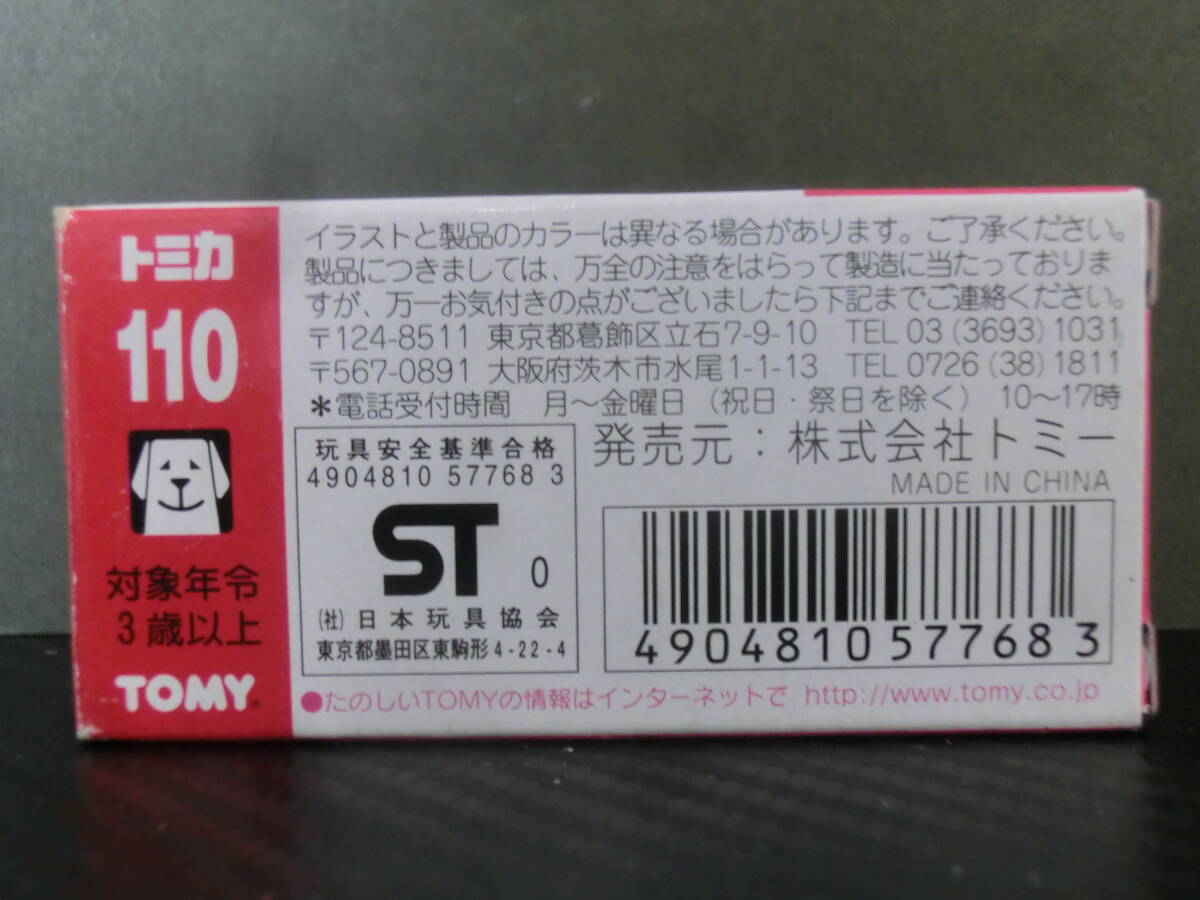 トミカ
110
対象年令
3歳以上
TOMY
イラストと製品のカラーは異なる場合があります。ご了承ください。
製品につきましては、万全の注意をはらって製造に当たっておりま
すが、万一お気付きの点がございましたら下記までご連絡ください。
〒124-8511 東京都葛飾区立石7-9-10 TEL 03 (3693) 1031
〒567-0891 大阪府茨木市水尾1-1-13 TEL 0726 (38) 1811
*電話受付時間 月〜金曜日 (祝日・祭日を除く) 10〜17時
玩具安全基準合格
4904810 57768 3
ST 0
(社)日本玩具協会
東京都墨田区東駒形4-22-4
発売元:株式会社トミー
MADE IN CHINA
4904810577683
●たのしいTOMYの情報はインターネットで http://www.tomy.co.jp